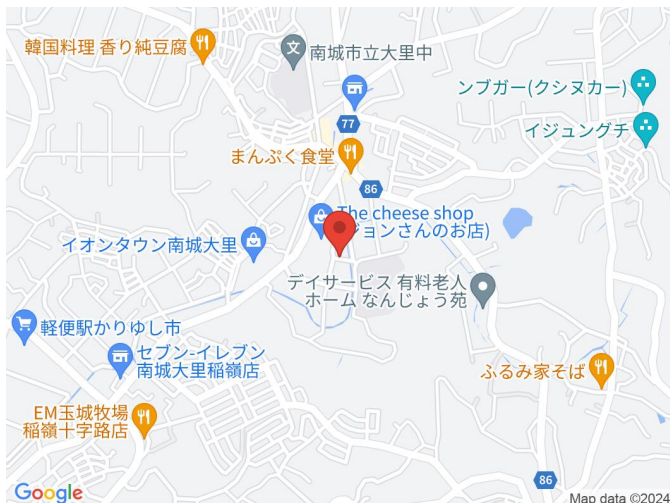 韓国料理 香り純豆腐
南城市立大里中
ンブガー(クシヌカー)
77
イジュングチ
まんぷく食堂
86
The cheese shop
ジョンさんのお店)
イオンタウン南城大里
デイサービス 有料老人
ホーム なんじょう苑
軽便駅かりゆし市
セブン-イレブン
南城大里稲嶺店
ふるみ家そば
EM玉城牧場
稲嶺十字路店
86
Google
Map data ©2024